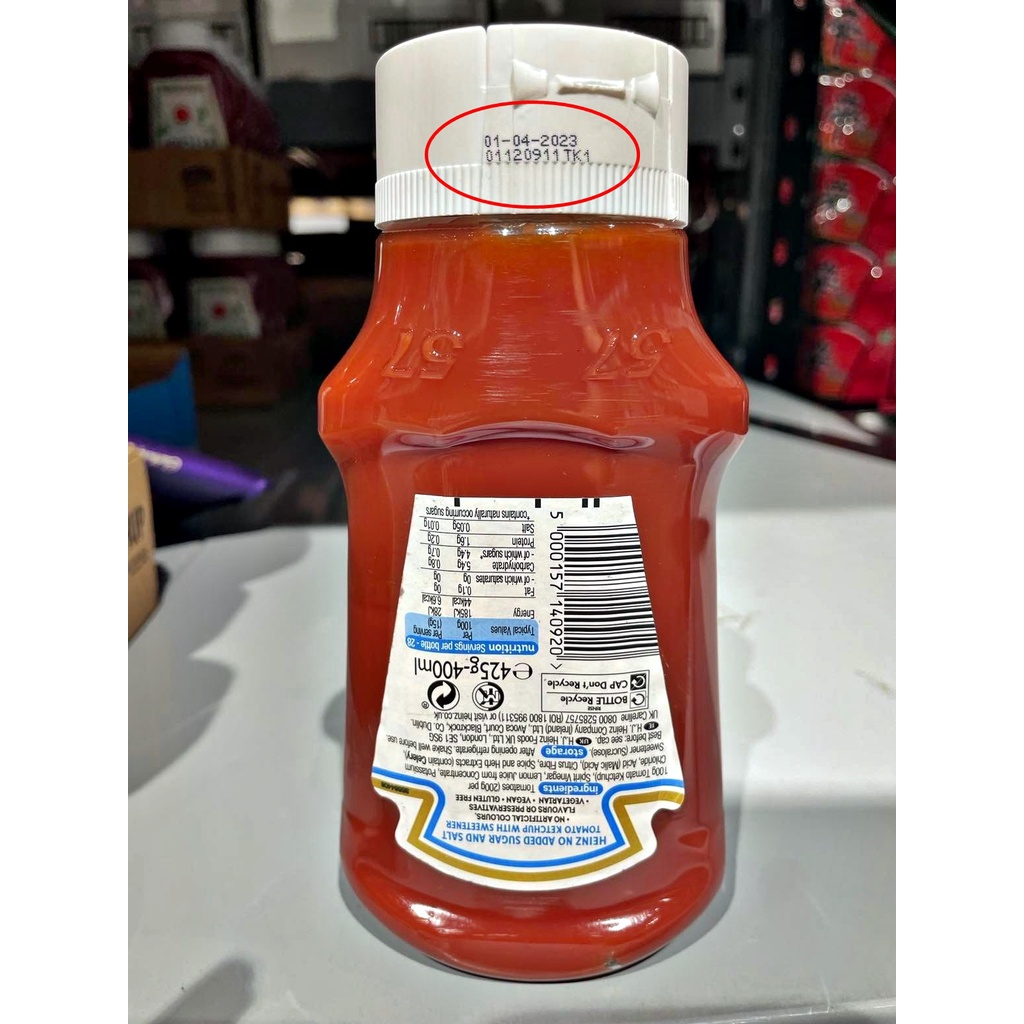 01-04-2023
01120911TK1
57 57
HEINZ NO ADDED SUGAR AND SALT
TOMATO KETCHUP WITH SWEETENER
• NO ARTIFICIAL COLOURS,
FLAVOURS OR PRESERVATIVES
• VEGETARIAN • VEGAN • GLUTEN FREE
ingredients Tomatoes (200g per
100g Tomato Ketchup), Spirit Vinegar, Lemon Juice from Concentrate, Potassium
Chloride, Acid (Malic Acid), Citrus Fibre, Spice and Herb Extracts (contain Celery),
Sweetener (Sucralose). storage After opening refrigerate. Shake well before use.
Best before: see cap. UK H.J. Heinz Foods UK Ltd., London, SE1 9SG
IE H.J. Heinz Company (Ireland) Ltd., Avoca Court, Blackrock, Co. Dublin.
UK Careline 0800 5285757 (ROI 1800 995311) or visit heinz.co.uk ®
RINSE
BOTTLE Recycle
CAP Don't Recycle
℮425g-400ml
nutrition Servings per bottle - 28
Typical Values Per 100g Per serving (15g)
Energy 185kJ 28kJ
44kcal 6.6kcal
Fat 0.1g 0g
- of which saturates 0g 0g
Carbohydrate 5.4g 0.8g
- of which sugars* 4.4g 0.7g
Protein 1.6g 0.2g
Salt 0.05g 0.01g
*contains naturally occurring sugars
5 000157 140920 >